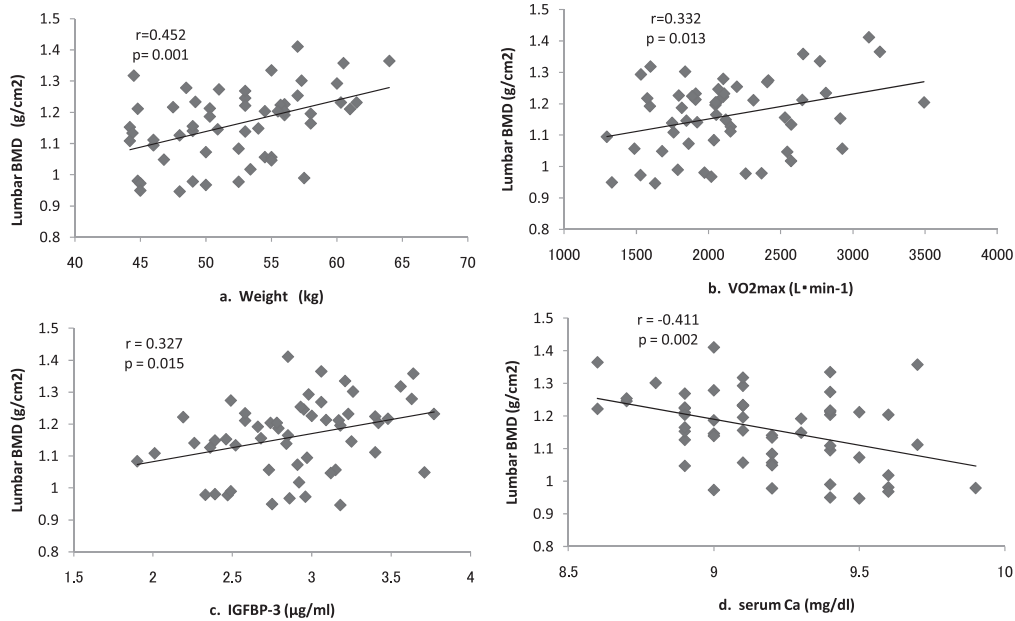 1.5
1.4
1.3
1.2
1.1
1
0.9
0.8
Lumbar BMD (g/cm2)
r=0.452
p= 0.001
40 45 50 55 60 65 70
a. Weight (kg)
1.5
1.4
1.3
1.2
1.1
1
0.9
0.8
Lumbar BMD (g/cm2)
r=0.332
p = 0.013
1000 1500 2000 2500 3000 3500 4000
b. VO2max (L•min-1)
1.5
1.4
1.3
1.2
1.1
1
0.9
0.8
Lumbar BMD (g/cm2)
r = 0.327
p = 0.015
1.5 2 2.5 3 3.5 4
c. IGFBP-3 (μg/ml)
1.5
1.4
1.3
1.2
1.1
1
0.9
0.8
Lumbar BMD (g/cm2)
r = -0.411
p = 0.002
8.5 9 9.5 10
d. serum Ca (mg/dl)